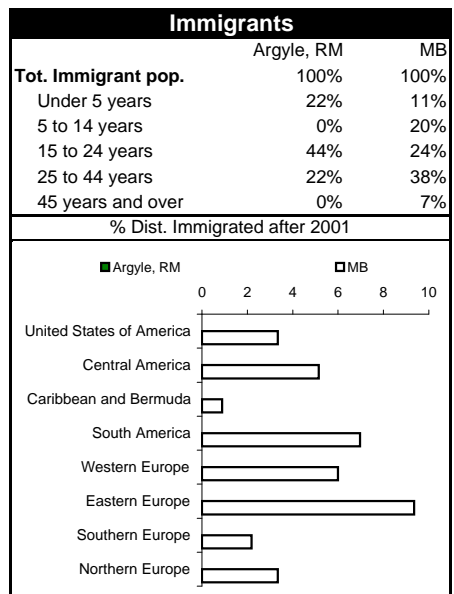 Immigrants
Argyle, RM MB
Tot. Immigrant pop. 100% 100%
Under 5 years 22% 11%
5 to 14 years 0% 20%
15 to 24 years 44% 24%
25 to 44 years 22% 38%
45 years and over 0% 7%
% Dist. Immigrated after 2001
Argyle, RM MB
0 2 4 6 8 10
United States of America
Central America
Caribbean and Bermuda
South America
Western Europe
Eastern Europe
Southern Europe
Northern Europe